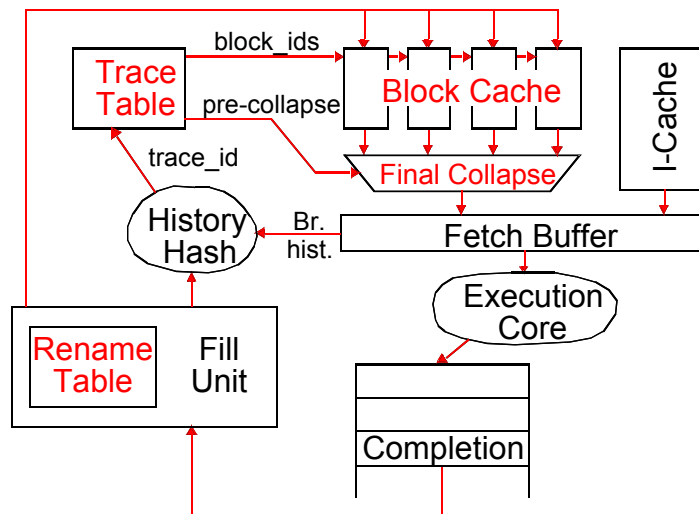 block_ids
Trace
Table
Block Cache
pre-collapse
I-Cache
trace_id
Final Collapse
History
Hash
Br.
hist.
Fetch Buffer
Execution
Core
Rename
Table
Fill
Unit
Completion